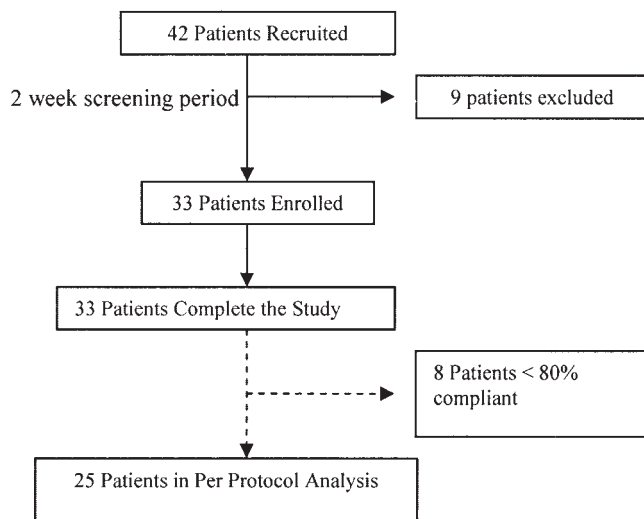 42 Patients Recruited
2 week screening period
9 patients excluded
33 Patients Enrolled
33 Patients Complete the Study
8 Patients < 80%
compliant
25 Patients in Per Protocol Analysis